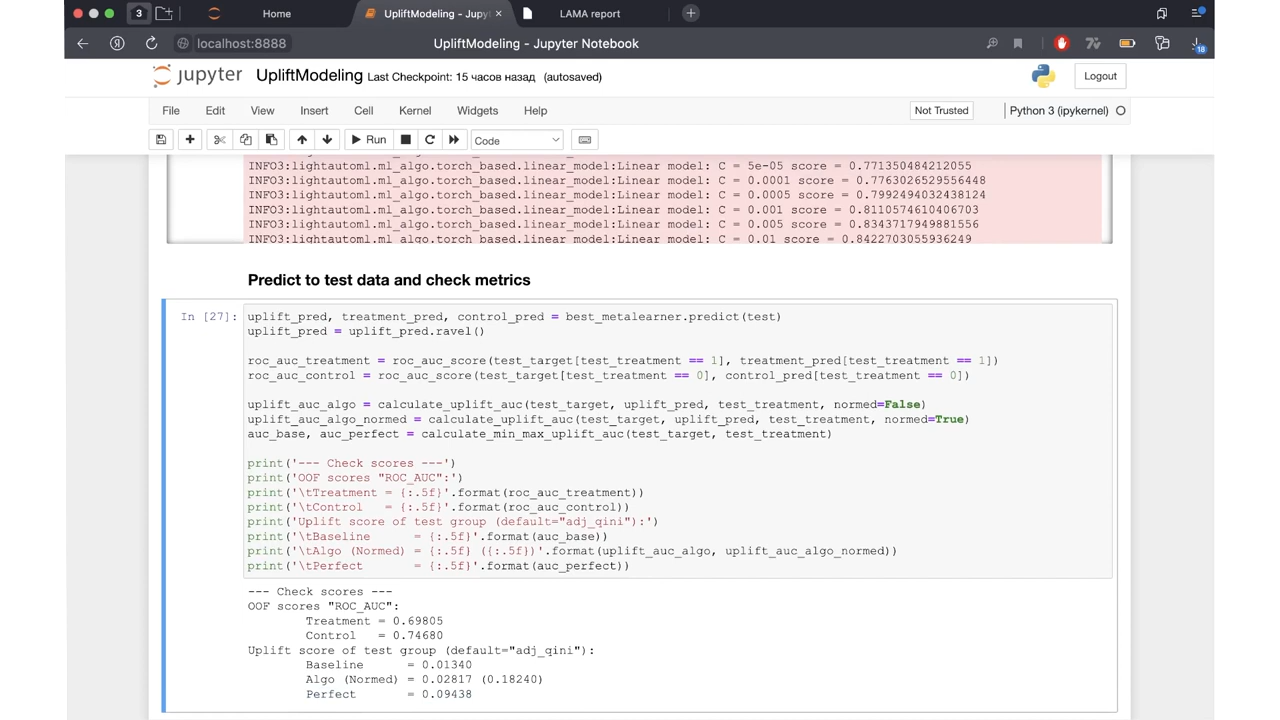 3
Home
UpliftModeling - Jupyt
LAMA report
localhost:8888
UpliftModeling - Jupyter Notebook
18
jupyter UpliftModeling Last Checkpoint: 15 часов назад (autosaved)
Logout
File Edit View Insert Cell Kernel Widgets Help
Not Trusted
Python 3 (ipykernel)
Run
Code
INFO3:lightautoml.ml_algo.torch_based.linear_model:Linear model: C = 5e-05 score = 0.771350484212055
INFO3:lightautoml.ml_algo.torch_based.linear_model:Linear model: C = 0.0001 score = 0.7763026529556448
INFO3:lightautoml.ml_algo.torch_based.linear_model:Linear model: C = 0.0005 score = 0.7992494032438124
INFO3:lightautoml.ml_algo.torch_based.linear_model:Linear model: C = 0.001 score = 0.8110574610406703
INFO3:lightautoml.ml_algo.torch_based.linear_model:Linear model: C = 0.005 score = 0.8343717949881556
INFO3:lightautoml.ml_algo.torch_based.linear_model:Linear model: C = 0.01 score = 0.8422703055936249
Predict to test data and check metrics
In [27]:
uplift_pred, treatment_pred, control_pred = best_metalearner.predict(test)
uplift_pred = uplift_pred.ravel()
roc_auc_treatment = roc_auc_score(test_target[test_treatment == 1], treatment_pred[test_treatment == 1])
roc_auc_control = roc_auc_score(test_target[test_treatment == 0], control_pred[test_treatment == 0])
uplift_auc_algo = calculate_uplift_auc(test_target, uplift_pred, test_treatment, normed=False)
uplift_auc_algo_normed = calculate_uplift_auc(test_target, uplift_pred, test_treatment, normed=True)
auc_base, auc_perfect = calculate_min_max_uplift_auc(test_target, test_treatment)
print('--- Check scores ---')
print('OOF scores "ROC_AUC":')
print('\tTreatment = {:.5f}'.format(roc_auc_treatment))
print('\tControl   = {:.5f}'.format(roc_auc_control))
print('Uplift score of test group (default="adj_qini"):')
print('\tBaseline      = {:.5f}'.format(auc_base))
print('\tAlgo (Normed) = {:.5f} ({:.5f})'.format(uplift_auc_algo, uplift_auc_algo_normed))
print('\tPerfect       = {:.5f}'.format(auc_perfect))
--- Check scores ---
OOF scores "ROC_AUC":
Treatment = 0.69805
Control   = 0.74680
Uplift score of test group (default="adj_qini"):
Baseline      = 0.01340
Algo (Normed) = 0.02817 (0.18240)
Perfect       = 0.09438